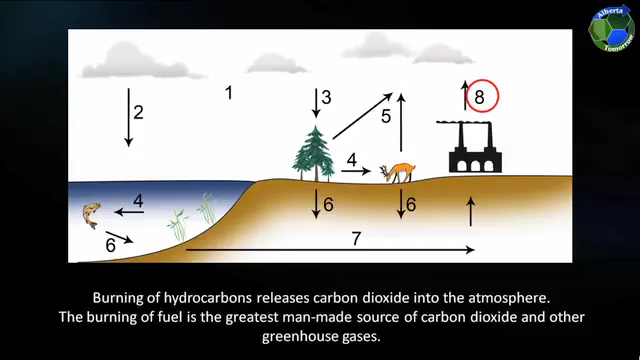 Alberta
Tomorrow
1
2
3
8
5
4
4
6
6
6
7
Burning of hydrocarbons releases carbon dioxide into the atmosphere.
The burning of fuel is the greatest man-made source of carbon dioxide and other
greenhouse gases.